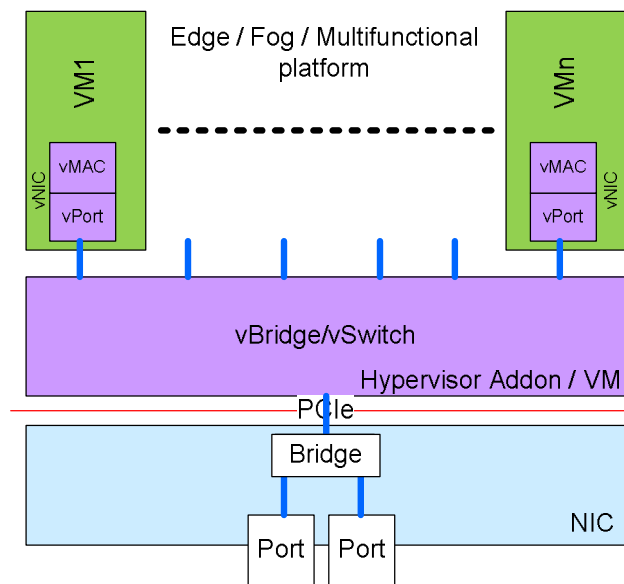 Edge / Fog / Multifunctional
platform
VM1
VMn
vNIC
vMAC
vPort
vMAC
vPort
vNIC
vBridge/vSwitch
Hypervisor Addon / VM
PCIe
Bridge
NIC
Port
Port